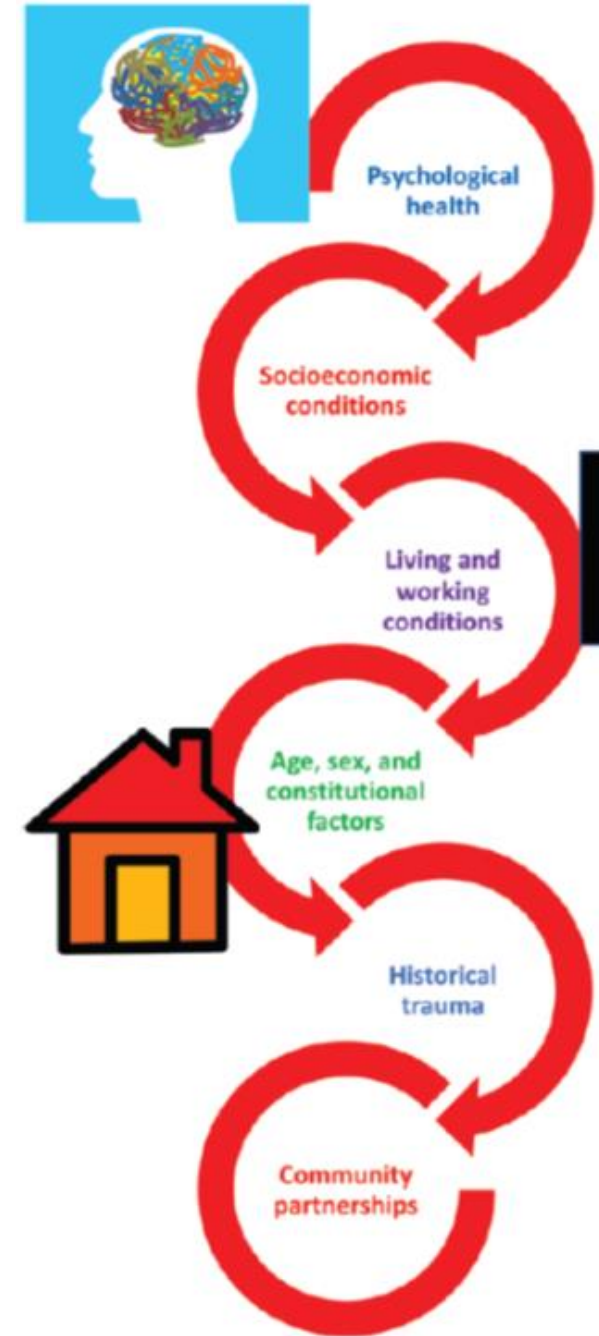 Psychological
health
Socioeconomic
conditions
Living and
working
conditions
Age, sex, and
constitutional
factors
Historical
trauma
Community
partnerships